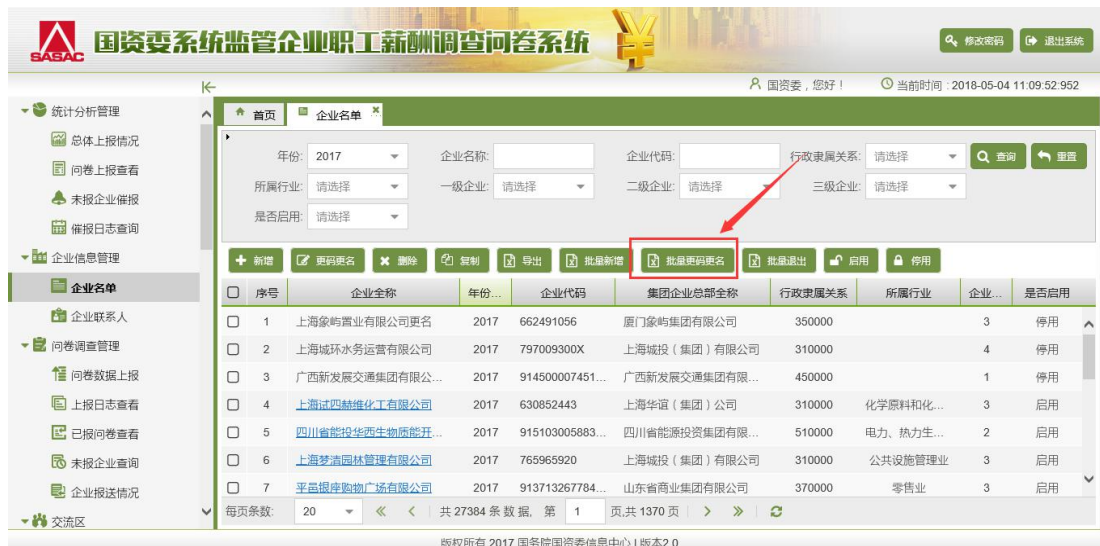 SASAC 国资委系统监管企业职工薪酬调查问卷系统 修改密码 退出系统
国资委，您好！ 当前时间：2018-05-04 11:09:52:952
统计分析管理
总体上报情况
问卷上报查看
未报企业催报
催报日志查询
企业信息管理
企业名单
企业联系人
问卷调查管理
问卷数据上报
上报日志查看
已报问卷查看
未报企业查询
企业报送情况
交流区
首页 企业名单
年份: 2017 企业名称: 企业代码: 行政隶属关系: 请选择 查询 重置
所属行业: 请选择 一级企业: 请选择 二级企业: 请选择 三级企业: 请选择
是否启用: 请选择
新增 更码更名 删除 复制 导出 批量新增 批量更码更名 批量退出 启用 停用
序号 企业全称 年份... 企业代码 集团企业总部全称 行政隶属关系 所属行业 企业... 是否启用
1 上海象屿置业有限公司更名 2017 662491056 厦门象屿集团有限公司 350000 3 停用
2 上海城环水务运营有限公司 2017 797009300X 上海城投（集团）有限公司 310000 4 停用
3 广西新发展交通集团有限公... 2017 914500007451... 广西新发展交通集团有限... 450000 1 停用
4 上海试四赫维化工有限公司 2017 630852443 上海华谊（集团）公司 310000 化学原料和化... 3 启用
5 四川省能投华西生物质能开... 2017 915103005883... 四川省能源投资集团有限... 510000 电力、热力生... 2 启用
6 上海梦清园林管理有限公司 2017 765965920 上海城投（集团）有限公司 310000 公共设施管理业 3 启用
7 平邑银座购物广场有限公司 2017 913713267784... 山东省商业集团有限公司 370000 零售业 3 启用
每页条数: 20 共 27384 条数据, 第 1 页,共 1370 页
版权所有 2017 国务院国资委信息中心 | 版本2.0